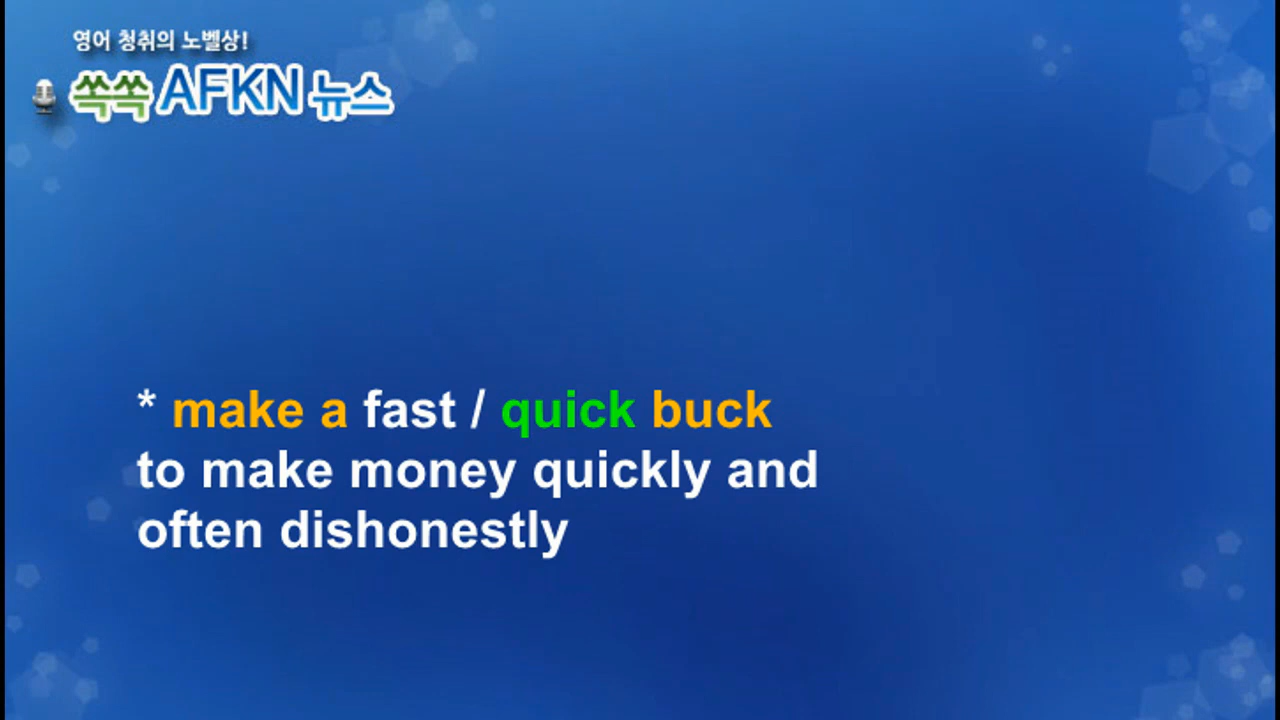 영어 청취의 노벨상!
쏙쏙 AFKN 뉴스
* make a fast / quick buck
to make money quickly and
often dishonestly